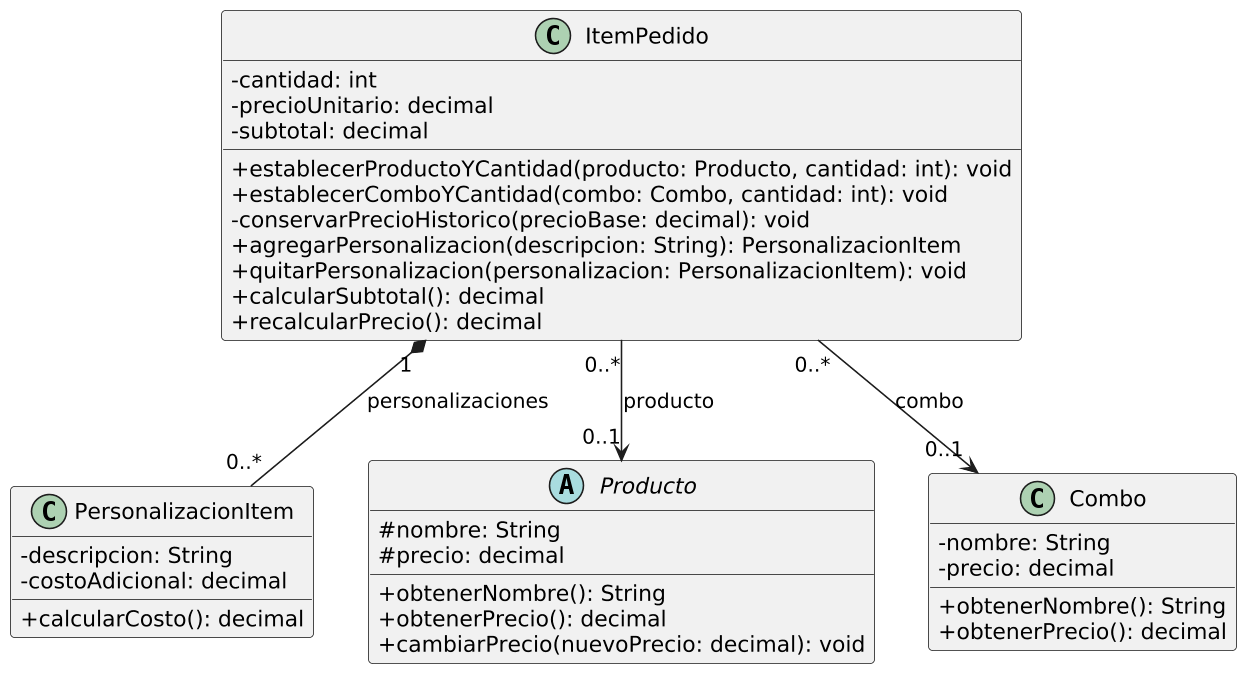 C ItemPedido
-cantidad: int
-precioUnitario: decimal
-subtotal: decimal
+establecerProductoYCantidad(producto: Producto, cantidad: int): void
+establecerComboYCantidad(combo: Combo, cantidad: int): void
-conservarPrecioHistorico(precioBase: decimal): void
+agregarPersonalizacion(descripcion: String): PersonalizacionItem
+quitarPersonalizacion(personalizacion: PersonalizacionItem): void
+calcularSubtotal(): decimal
+recalcularPrecio(): decimal
1
0..*
0..*
personalizaciones
producto
combo
0..*
0..1
0..1
C PersonalizacionItem
-descripcion: String
-costoAdicional: decimal
+calcularCosto(): decimal
A Producto
#nombre: String
#precio: decimal
+obtenerNombre(): String
+obtenerPrecio(): decimal
+cambiarPrecio(nuevoPrecio: decimal): void
C Combo
-nombre: String
-precio: decimal
+obtenerNombre(): String
+obtenerPrecio(): decimal